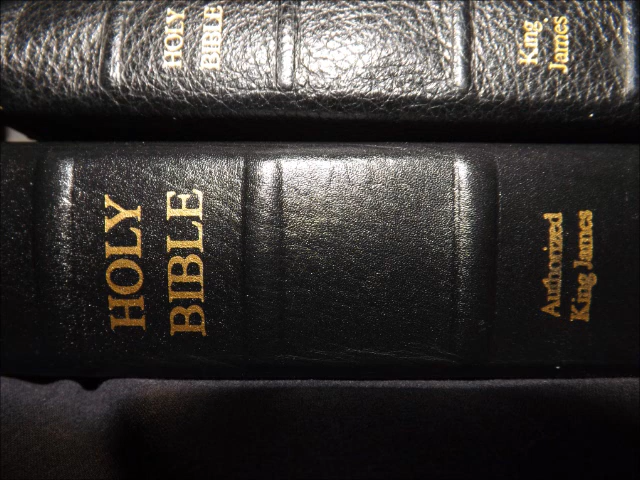 HOLY
BIBLE
King
James
HOLY
BIBLE
Authorized
King James